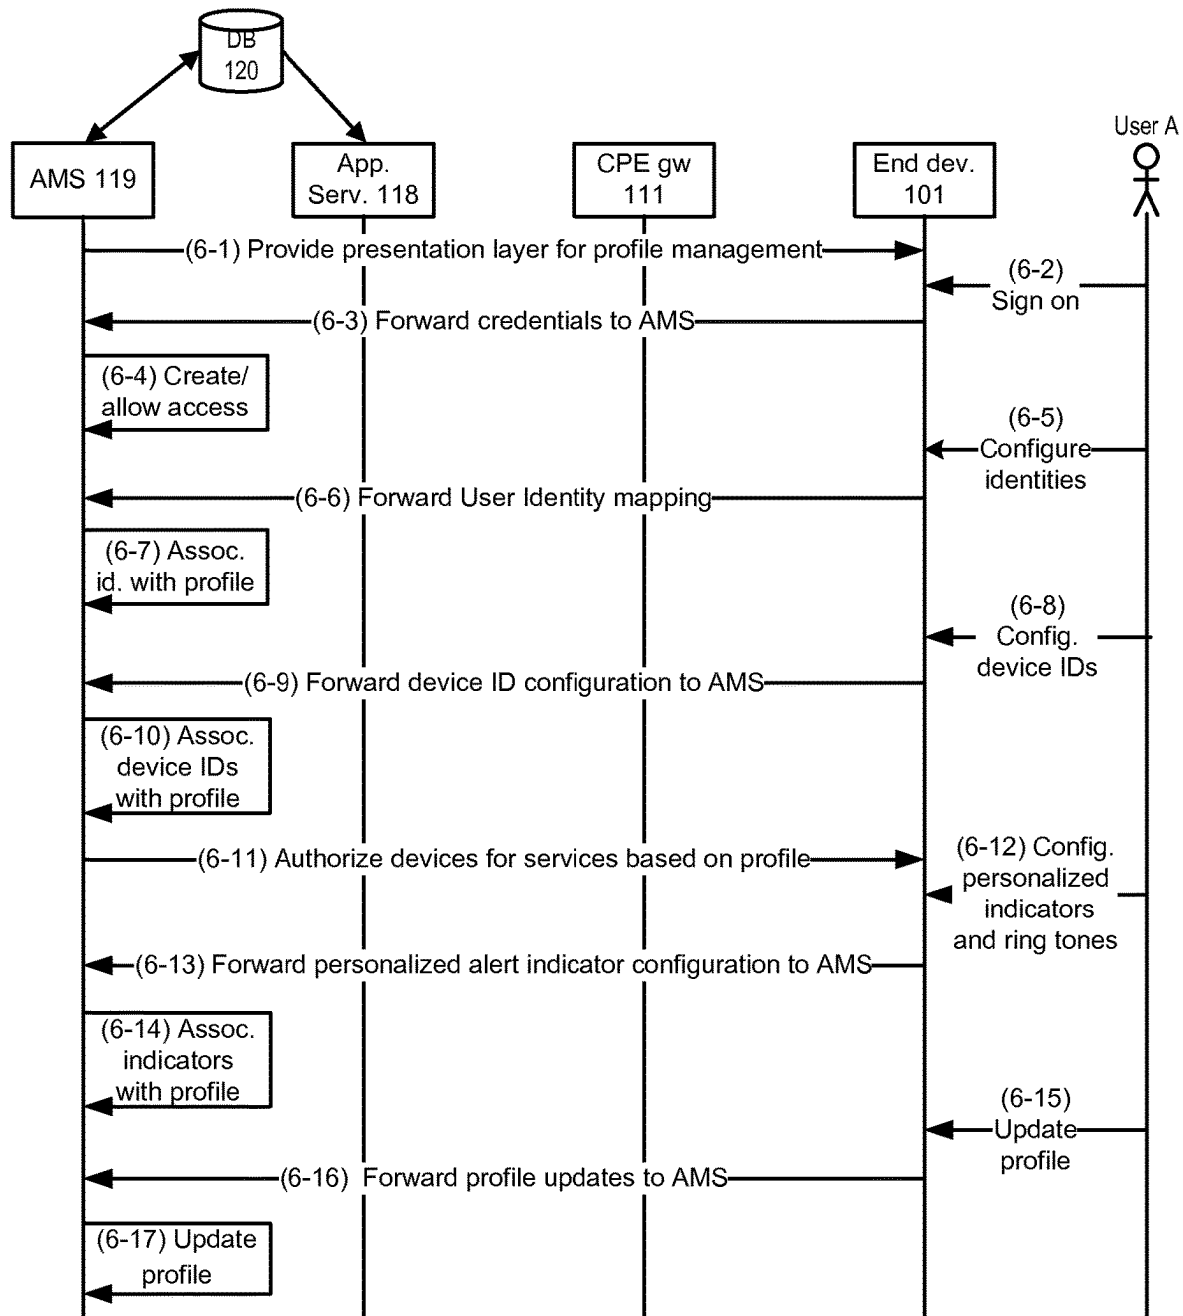 DB
120
User A
AMS 119
App.
Serv. 118
CPE gw
111
End dev.
101
(6-1) Provide presentation layer for profile management
(6-2)
Sign on
(6-3) Forward credentials to AMS
(6-4) Create/
allow access
(6-5)
Configure
identities
(6-6) Forward User Identity mapping
(6-7) Assoc.
id. with profile
(6-8)
Config.
device IDs
(6-9) Forward device ID configuration to AMS
(6-10) Assoc.
device IDs
with profile
(6-11) Authorize devices for services based on profile
(6-12) Config.
personalized
indicators
and ring tones
(6-13) Forward personalized alert indicator configuration to AMS
(6-14) Assoc.
indicators
with profile
(6-15)
Update
profile
(6-16) Forward profile updates to AMS
(6-17) Update
profile